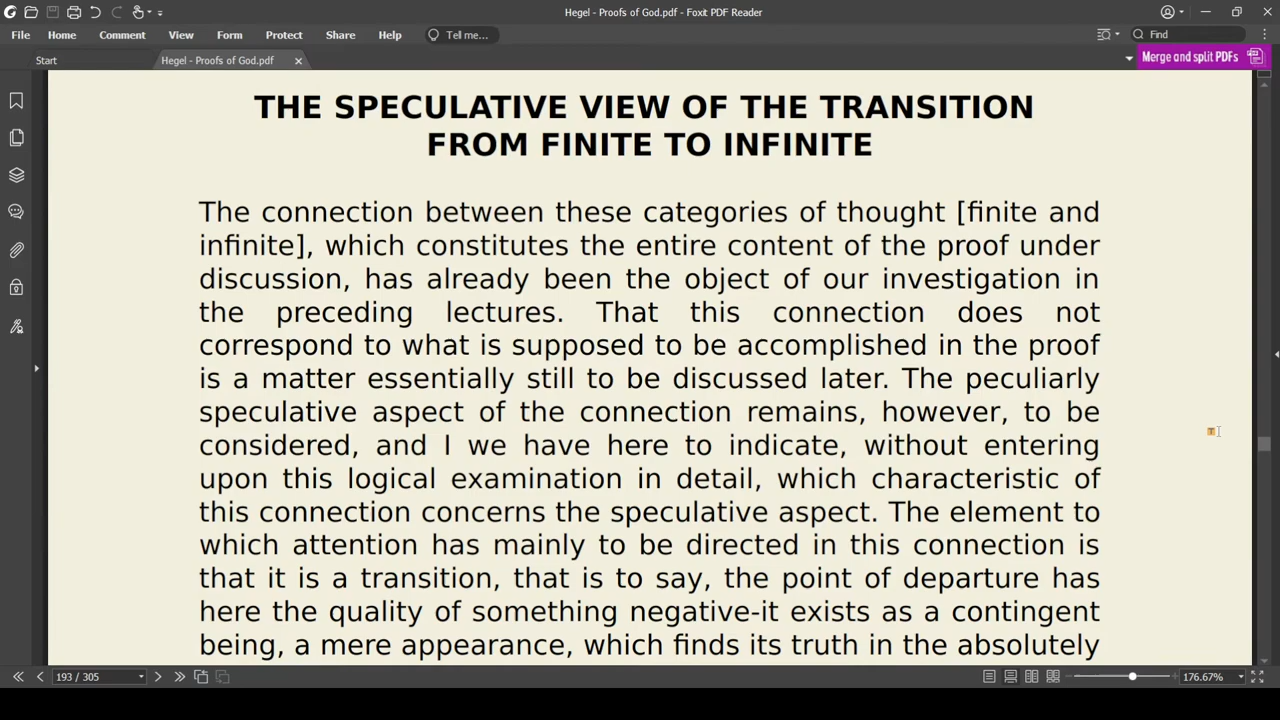 Hegel - Proofs of God.pdf - Foxit PDF Reader
File Home Comment View Form Protect Share Help Tell me... Find
Start Hegel - Proofs of God.pdf Merge and split PDFs
THE SPECULATIVE VIEW OF THE TRANSITION
FROM FINITE TO INFINITE
The connection between these categories of thought [finite and
infinite], which constitutes the entire content of the proof under
discussion, has already been the object of our investigation in
the preceding lectures. That this connection does not
correspond to what is supposed to be accomplished in the proof
is a matter essentially still to be discussed later. The peculiarly
speculative aspect of the connection remains, however, to be
considered, and I we have here to indicate, without entering
upon this logical examination in detail, which characteristic of
this connection concerns the speculative aspect. The element to
which attention has mainly to be directed in this connection is
that it is a transition, that is to say, the point of departure has
here the quality of something negative-it exists as a contingent
being, a mere appearance, which finds its truth in the absolutely
193 / 305 176.67%